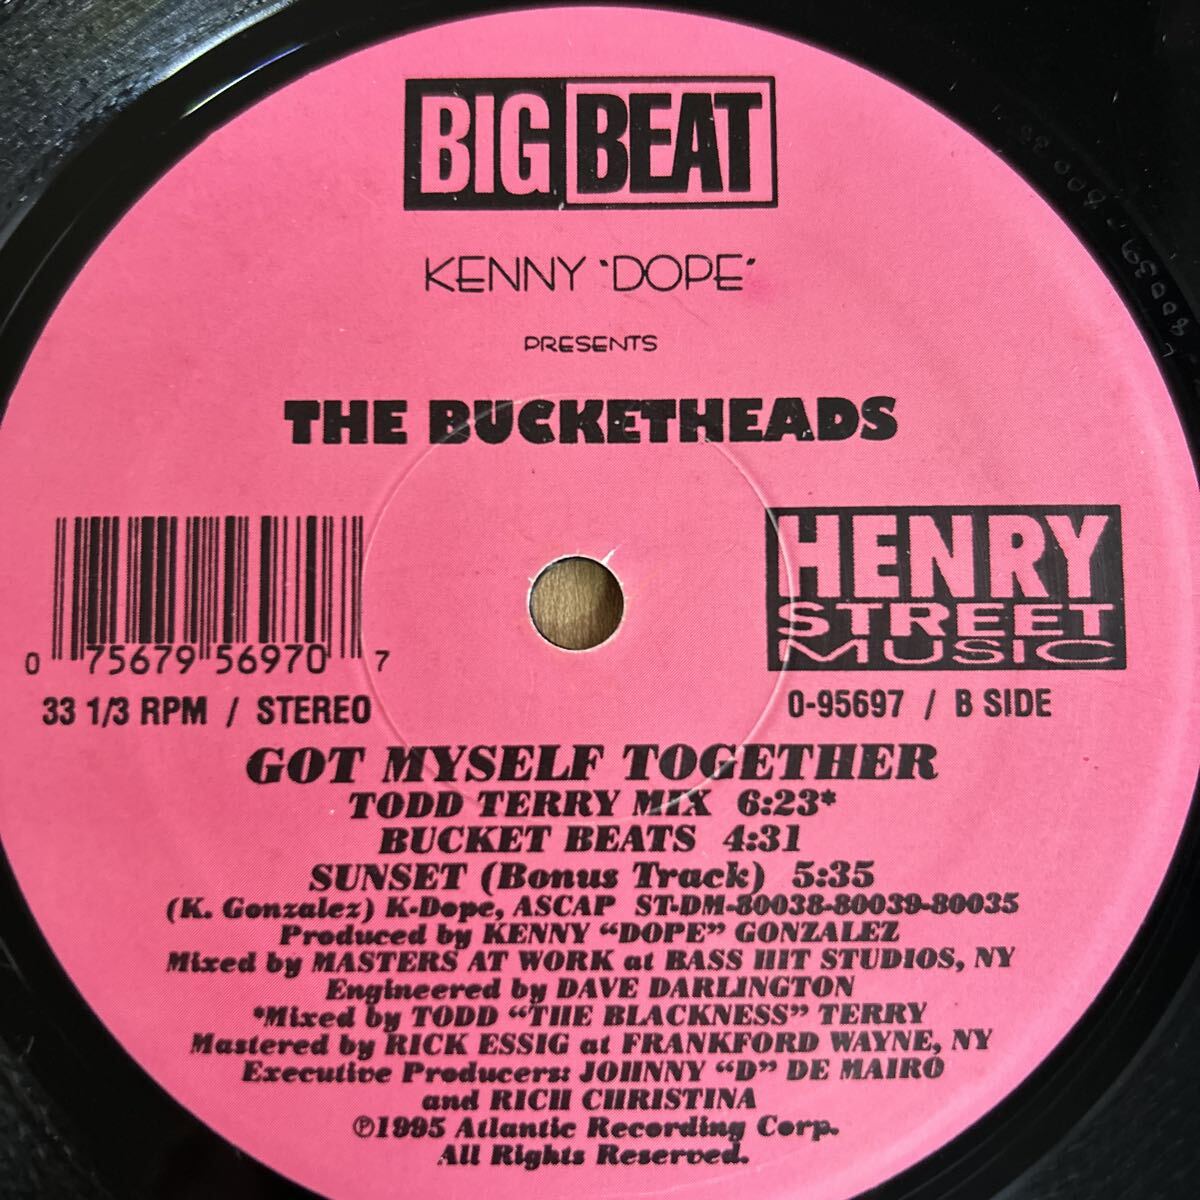 BIG BEAT
KENNY "DOPE"
PRESENTS
THE BUCKETHEADS
HENRY
STREET
MUSIC
0 75679 56970 7
33 1/3 RPM / STEREO
0-95697 / B SIDE
GOT MYSELF TOGETHER
TODD TERRY MIX 6:23*
BUCKET BEATS 4:31
SUNSET (Bonus Track) 5:35
(K. Gonzalez) K-Dope, ASCAP ST-DM-80038-80039-80035
Produced by KENNY "DOPE" GONZALEZ
Mixed by MASTERS AT WORK at BASS HIT STUDIOS, NY
Engineered by DAVE DARLINGTON
*Mixed by TODD "THE BLACKNESS" TERRY
Mastered by RICK ESSIG at FRANKFORD WAYNE, NY
Executive Producers: JOHNNY "D" DE MAIRO
and RICH CHRISTINA
℗1995 Atlantic Recording Corp.
All Rights Reserved.